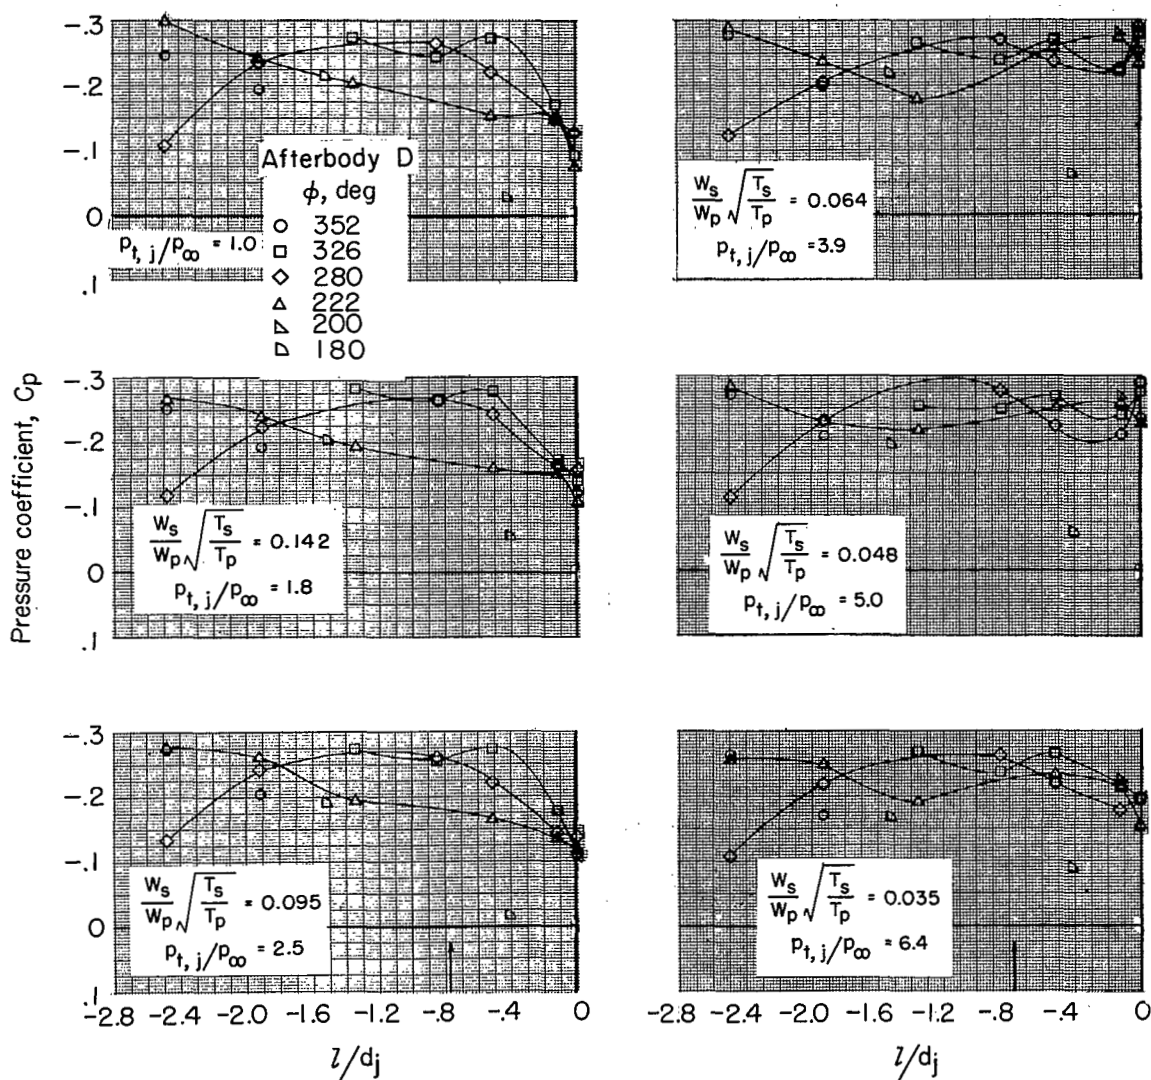 Pressure coefficient, Cp
-.3
-.2
-.1
0
.1
Afterbody D
ϕ, deg
352
326
280
222
200
180
pt, j/p∞ = 1.0
Ws/Wp √Ts/Tp = 0.064
pt, j/p∞ = 3.9
-.3
-.2
-.1
0
.1
Ws/Wp √Ts/Tp = 0.142
pt, j/p∞ = 1.8
Ws/Wp √Ts/Tp = 0.048
pt, j/p∞ = 5.0
-.3
-.2
-.1
0
.1
Ws/Wp √Ts/Tp = 0.095
pt, j/p∞ = 2.5
Ws/Wp √Ts/Tp = 0.035
pt, j/p∞ = 6.4
-2.8 -2.4 -2.0 -1.6 -1.2 -.8 -.4 0
-2.8 -2.4 -2.0 -1.6 -1.2 -.8 -.4 0
l/dj
l/dj